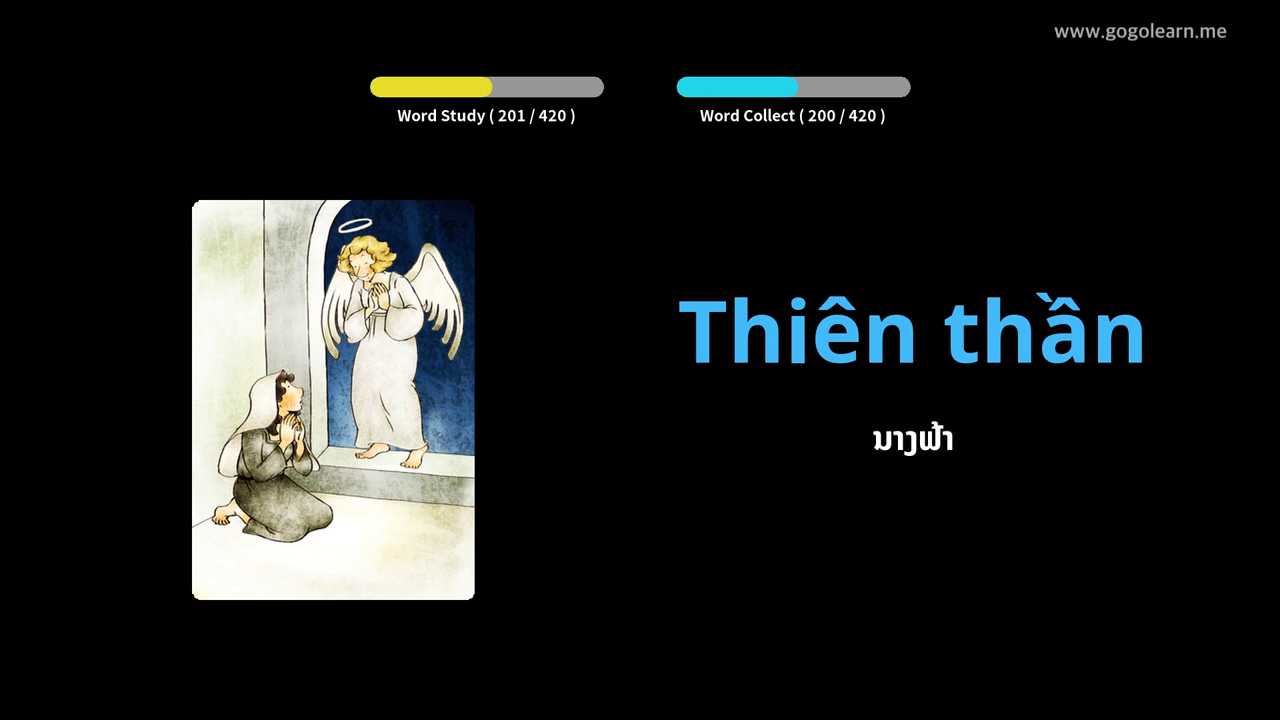 www.gogolearn.me
Word Study ( 201 / 420 )
Word Collect ( 200 / 420 )
Thiên thần
ນາງຟ້າ